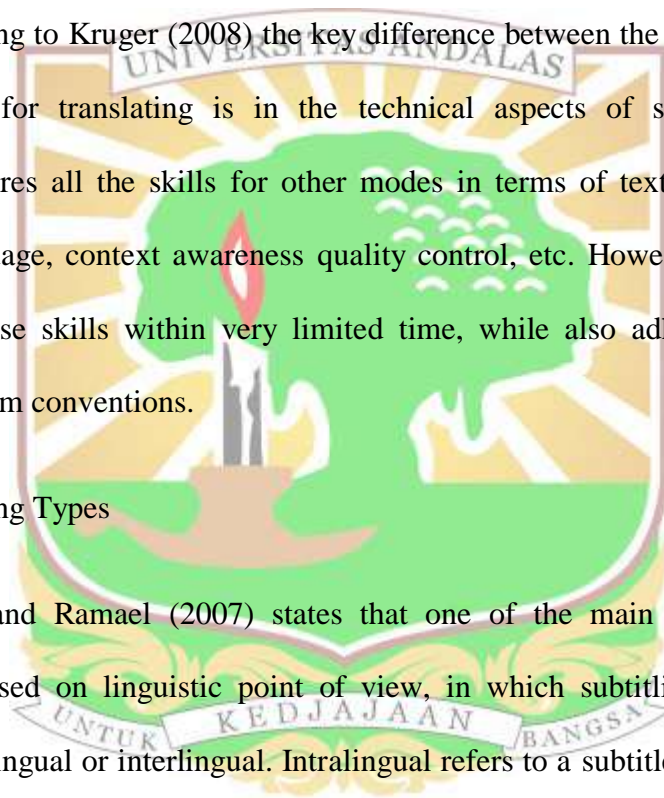 ng to Kruger (2008) the key difference between the
UNIVERSITAS ANDALAS
for translating is in the technical aspects of s
res all the skills for other modes in terms of text
age, context awareness quality control, etc. Howe
se skills within very limited time, while also ad
m conventions.
ng Types
and Ramael (2007) states that one of the main
sed on linguistic point of view, in which subtitli
UNTUK KEDJAJAAN BANGSA
lingual or interlingual. Intralingual refers to a subtitle